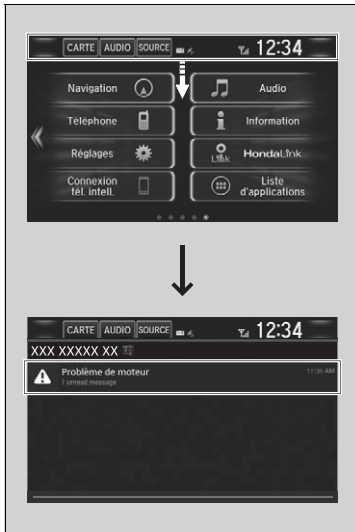 CARTE AUDIO SOURCE 12:34
Navigation Audio
Téléphone Information
Réglages Link HondaLink
Connexion Liste
tél. intell. d'applications
CARTE AUDIO SOURCE 12:34
XXX XXXXX XX
Problème de moteur 11:36 AM
1 unread message